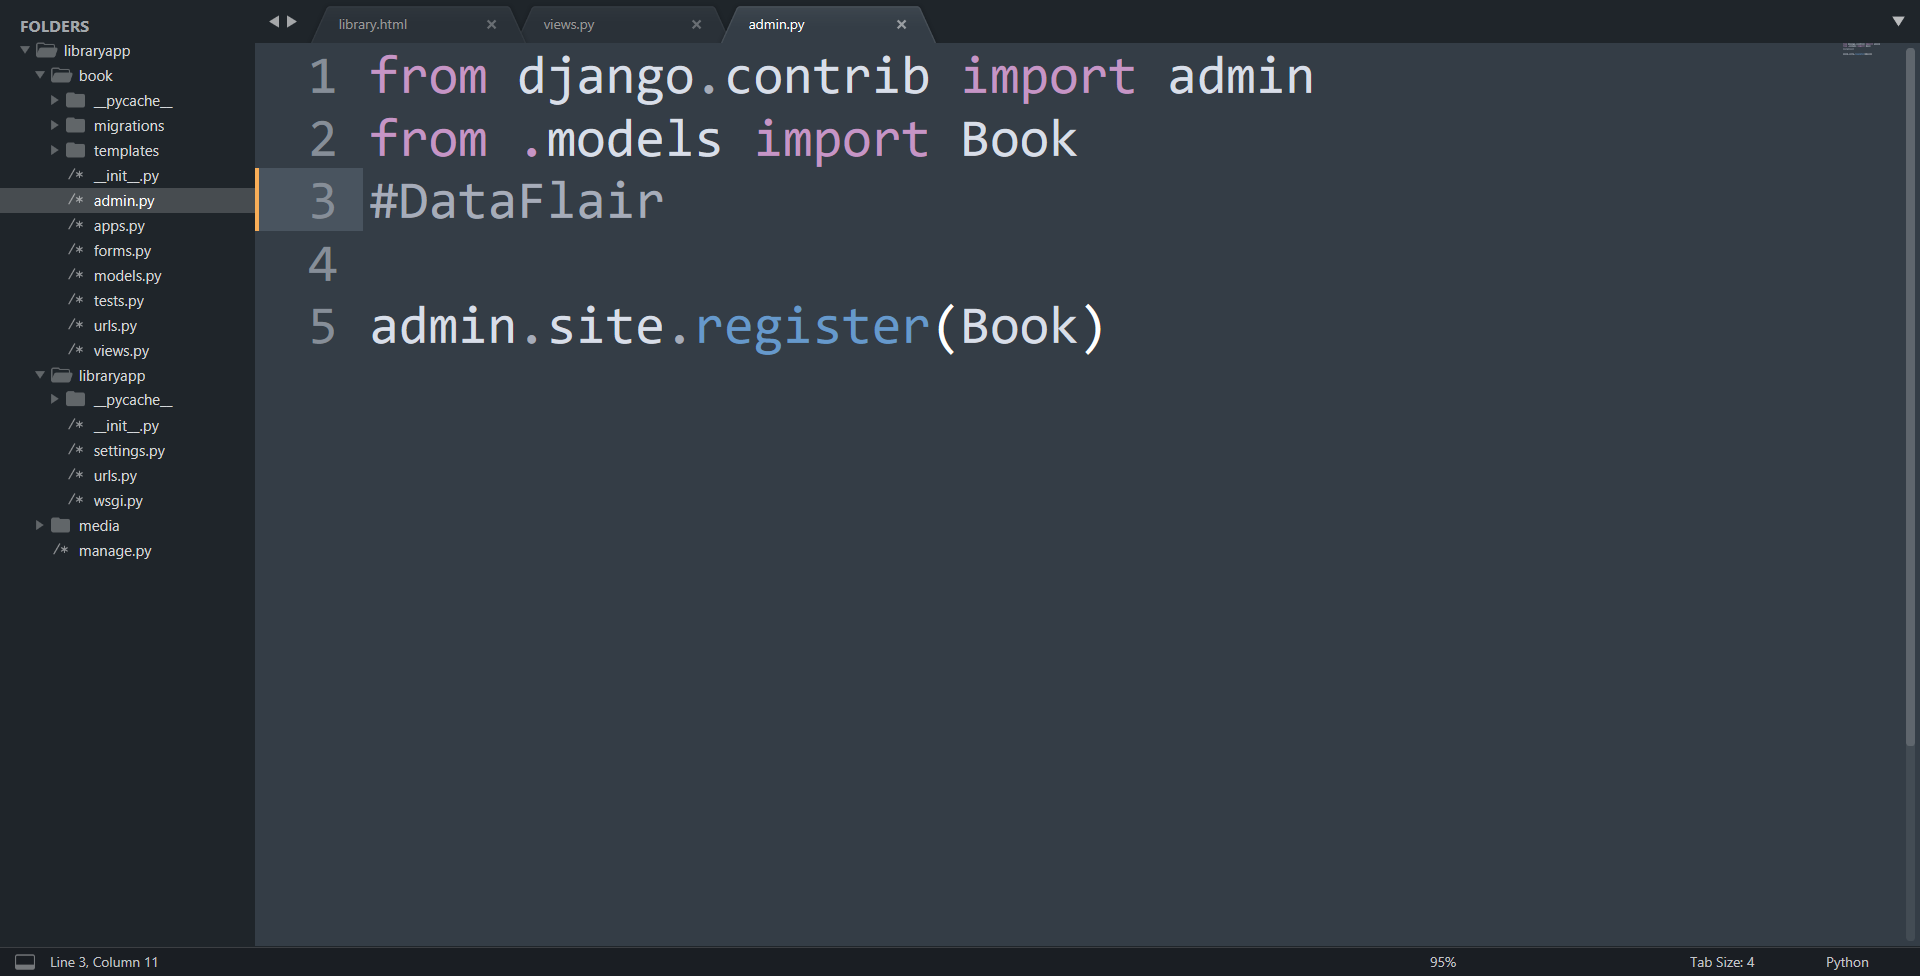 FOLDERS
libraryapp
book
__pycache__
migrations
templates
/* __init__.py
/* admin.py
/* apps.py
/* forms.py
/* models.py
/* tests.py
/* urls.py
/* views.py
libraryapp
__pycache__
/* __init__.py
/* settings.py
/* urls.py
/* wsgi.py
media
/* manage.py
library.html ×
views.py ×
admin.py ×
1 from django.contrib import admin
2 from .models import Book
3 #DataFlair
4
5 admin.site.register(Book)
Line 3, Column 11
95%
Tab Size: 4
Python